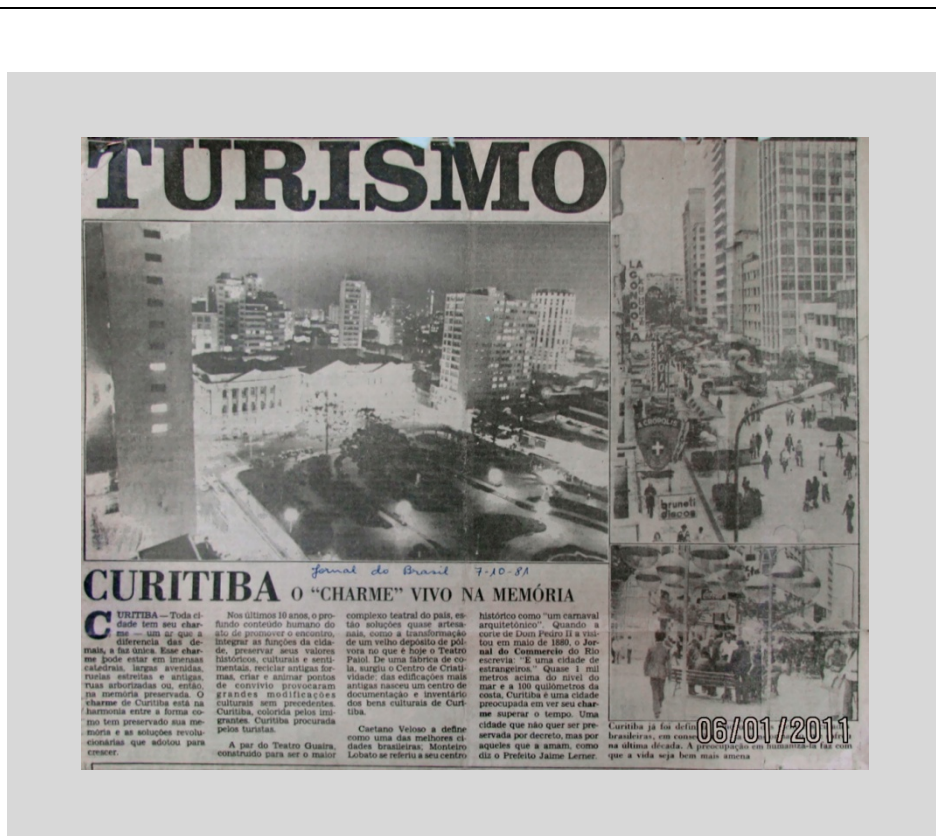 TURISMO
LA GONDOLA
ACROPOLIS
bruneli
discos
Jornal do Brasil 7-10-81
CURITIBA O “CHARME” VIVO NA MEMÓRIA
CURITIBA — Toda ci-
dade tem seu char-
me — um ar que a
diferencia das de-
mais, a faz única. Esse char-
me pode estar em imensas
catedrais, largas avenidas,
ruelas estreitas e antigas,
ruas arborizadas ou, então,
na memória preservada. O
charme de Curitiba está na
harmonia entre a forma co-
mo tem preservado sua me-
mória e as soluções revolu-
cionárias que adotou para
crescer.
Nos últimos 10 anos, o pro-
fundo conteúdo humano do
ato de promover o encontro,
integrar as funções da cida-
de, preservar seus valores
históricos, culturais e senti-
mentais, reciclar antigas for-
mas, criar e animar pontos
de convívio provocaram
grandes modificações
culturais sem precedentes.
Curitiba, colorida pelos imi-
grantes. Curitiba procurada
pelos turistas.
A par do Teatro Guaíra,
construído para ser o maior
complexo teatral do país, es-
tão soluções quase artesa-
nais, como a transformação
de um velho depósito de pól-
vora no que é hoje o Teatro
Paiol. De uma fábrica de co-
la, surgiu o Centro de Criati-
vidade; das edificações mais
antigas nasceu um centro de
documentação e inventário
dos bens culturais de Curi-
tiba.
Caetano Veloso a define
como uma das melhores ci-
dades brasileiras; Monteiro
Lobato se referiu a seu centro
histórico como "um carnaval
arquitetônico". Quando a
corte de Dom Pedro II a visi-
tou em maio de 1880, o Jor-
nal do Commercio do Rio
escrevia: "É uma cidade de
estrangeiros." Quase 1 mil
metros acima do nível do
mar e a 100 quilômetros da
costa, Curitiba é uma cidade
preocupada em ver seu char-
me superar o tempo. Uma
cidade que não quer ser pre-
servada por decreto, mas por
aqueles que a amam, como
diz o Prefeito Jaime Lerner.
Curitiba já foi defin
brasileiras, em cons
na última década. A preocupação em humanizá-la faz com
que a vida seja bem mais amena
06/01/2011